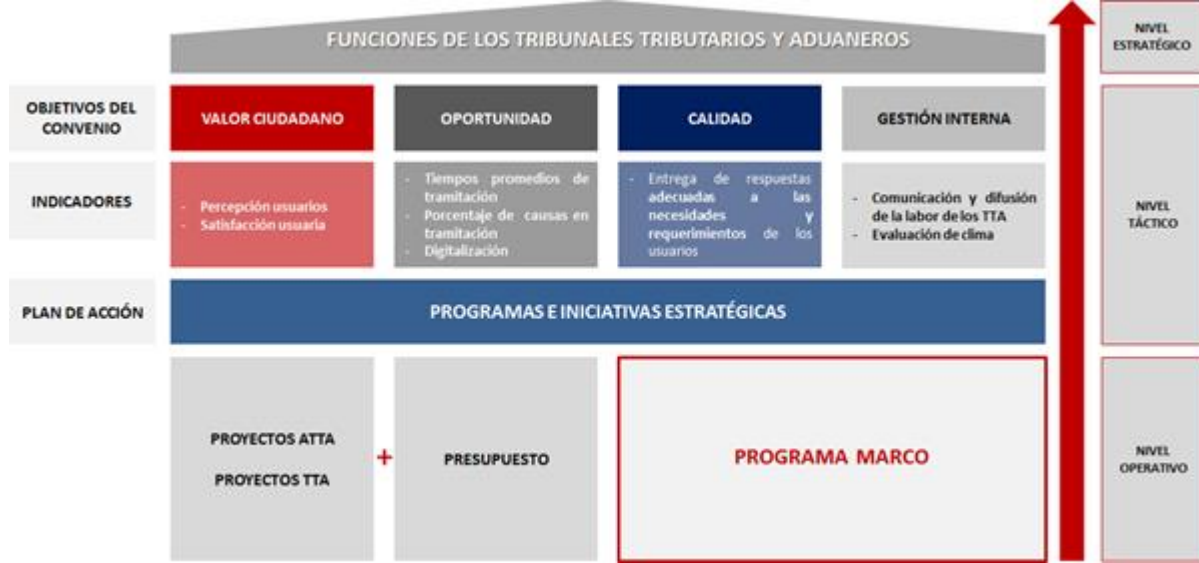 FUNCIONES DE LOS TRIBUNALES TRIBUTARIOS Y ADUANEROS
NIVEL
ESTRATÉGICO
OBJETIVOS DEL
CONVENIO
VALOR CIUDADANO
OPORTUNIDAD
CALIDAD
GESTIÓN INTERNA
INDICADORES
- Percepción usuarios
- Satisfacción usuaria
- Tiempos promedios de
tramitación
- Porcentaje de causas en
tramitación
- Digitalización
- Entrega de respuestas
adecuadas a las
necesidades y
requerimientos de los
usuarios
- Comunicación y difusión
de la labor de los TTA
- Evaluación de clima
NIVEL
TÁCTICO
PLAN DE ACCIÓN
PROGRAMAS E INICIATIVAS ESTRATÉGICAS
PROYECTOS ATTA
PROYECTOS TTA
+
PRESUPUESTO
PROGRAMA MARCO
NIVEL
OPERATIVO